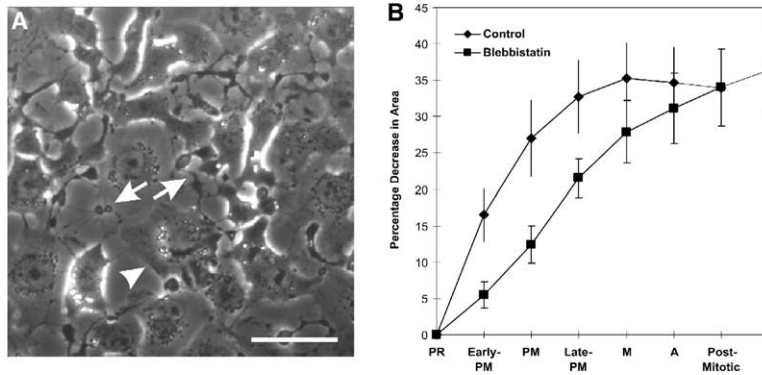 A
B
Control
Blebbistatin
Percentage Decrease in Area
45
40
35
30
25
20
15
10
5
0
PR
Early-
PM
PM
Late-
PM
M
A
Post-
Mitotic